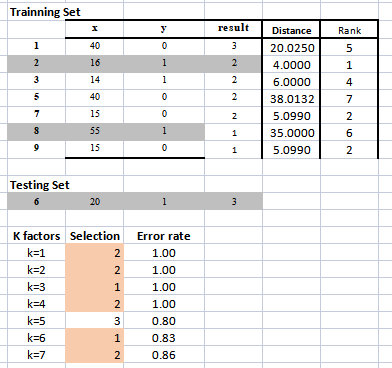 Trainning Set
x y result Distance Rank
1 40 0 3 20.0250 5
2 16 1 2 4.0000 1
3 14 1 2 6.0000 4
5 40 0 2 38.0132 7
7 15 0 2 5.0990 2
8 55 1 1 35.0000 6
9 15 0 1 5.0990 2
Testing Set
6 20 1 3
K factors Selection Error rate
k=1 2 1.00
k=2 2 1.00
k=3 1 1.00
k=4 2 1.00
k=5 3 0.80
k=6 1 0.83
k=7 2 0.86